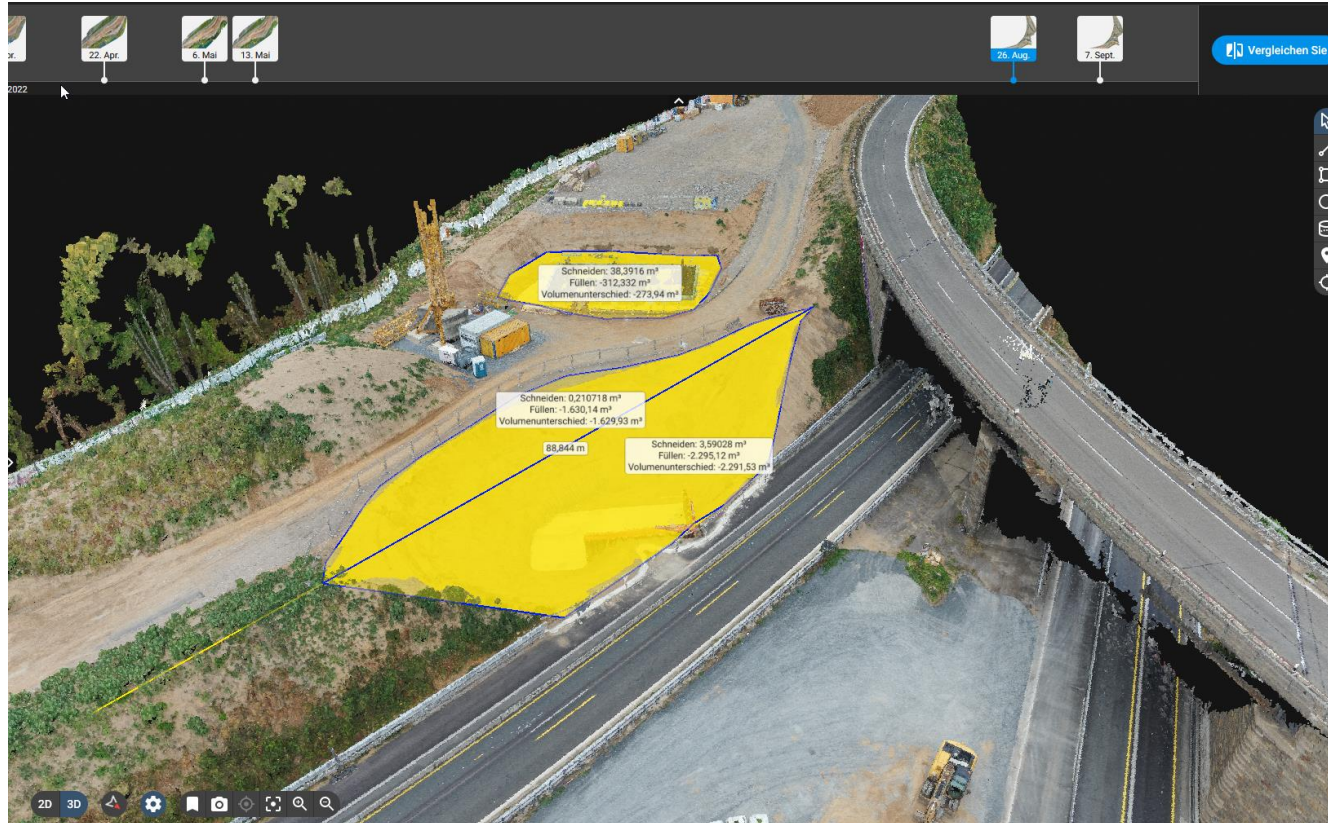 22. Apr.
6. Mai
13. Mai
26. Aug.
7. Sept.
Vergleichen Sie
2022
Schneiden: 38,3916 m³
Füllen: -312,332 m³
Volumenunterschied: -273,94 m³
Schneiden: 0,210718 m³
Füllen: -1.630,14 m³
Volumenunterschied: -1.629,93 m³
88,844 m
Schneiden: 3,59028 m³
Füllen: -2.295,12 m³
Volumenunterschied: -2.291,53 m³
2D
3D